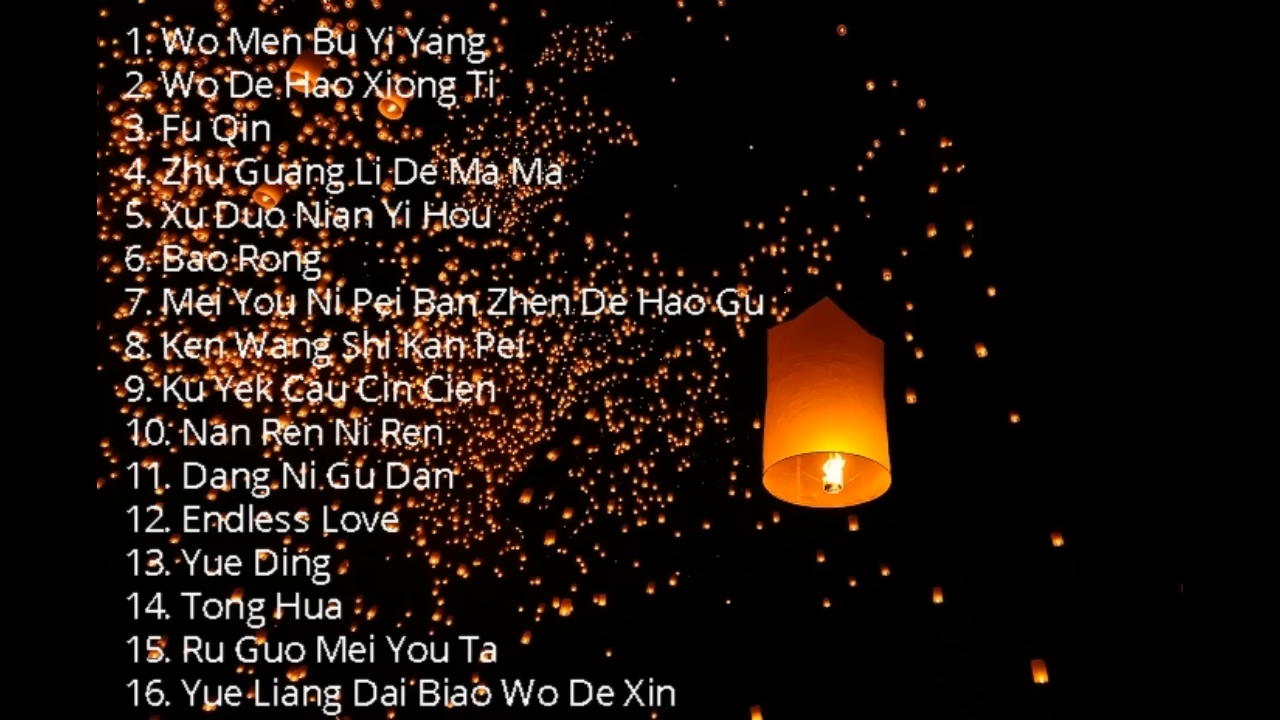 1. Wo Men Bu Yi Yang
2. Wo De Hao Xiong Ti
3. Fu Qin
4. Zhu Guang Li De Ma Ma
5. Xu Duo Nian Yi Hou
6. Bao Rong
7. Mei You Ni Pei Ban Zhen De Hao Gu
8. Ken Wang Shi Kan Pei
9. Ku Yek Cau Cin Cien
10. Nan Ren Ni Ren
11. Dang Ni Gu Dan
12. Endless Love
13. Yue Ding
14. Tong Hua
15. Ru Guo Mei You Ta
16. Yue Liang Dai Biao Wo De Xin